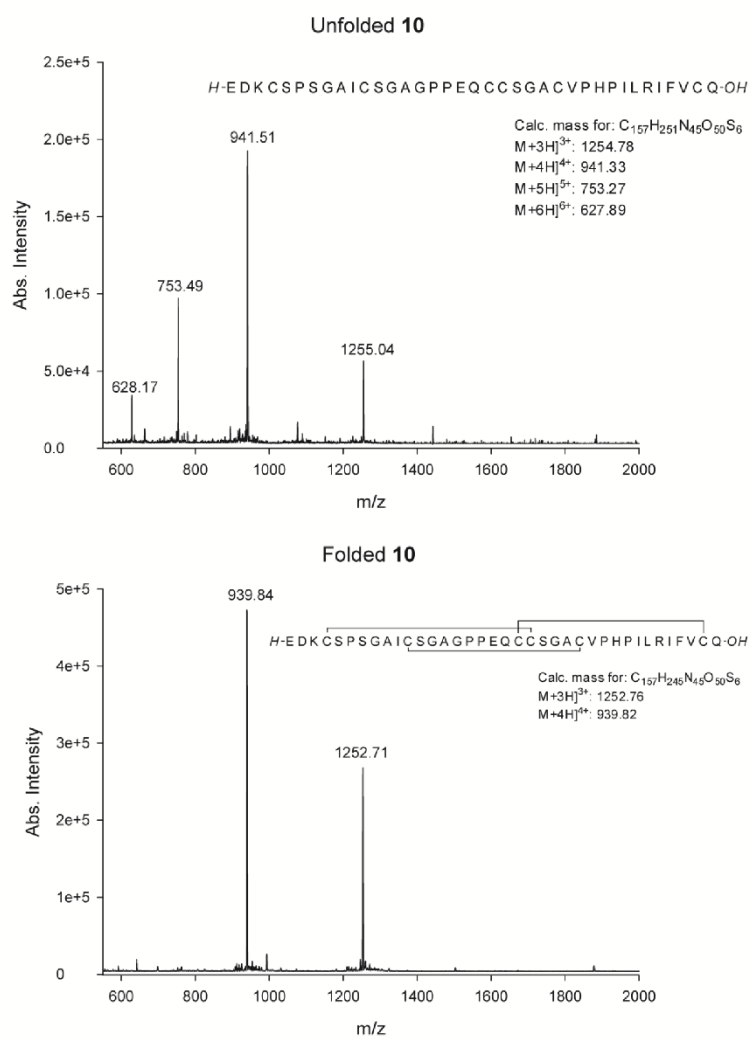 Unfolded 10
2.5e+5
H-EDKCSPSGAICSGAGPPEQCCSGACVPHPILRIFVCQ-OH
Calc. mass for: C157H251N45O50S6
M+3H]3+: 1254.78
M+4H]4+: 941.33
M+5H]5+: 753.27
M+6H]6+: 627.89
941.51
2.0e+5
1.5e+5
Abs. Intensity
753.49
1.0e+5
1255.04
5.0e+4
628.17
0.0
600 800 1000 1200 1400 1600 1800 2000
m/z
Folded 10
5e+5
939.84
H-EDKCSPSGAICSGAGPPEQCCSGACVPHPILRIFVCQ-OH
Calc. mass for: C157H245N45O50S6
M+3H]3+: 1252.76
M+4H]4+: 939.82
4e+5
3e+5
1252.71
Abs. Intensity
2e+5
1e+5
0
600 800 1000 1200 1400 1600 1800 2000
m/z